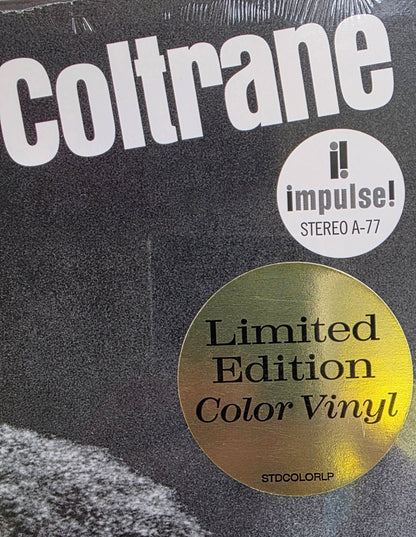 Coltrane
i!
impulse!
STEREO A-77
Limited
Edition
Color Vinyl
STDCOLORLP